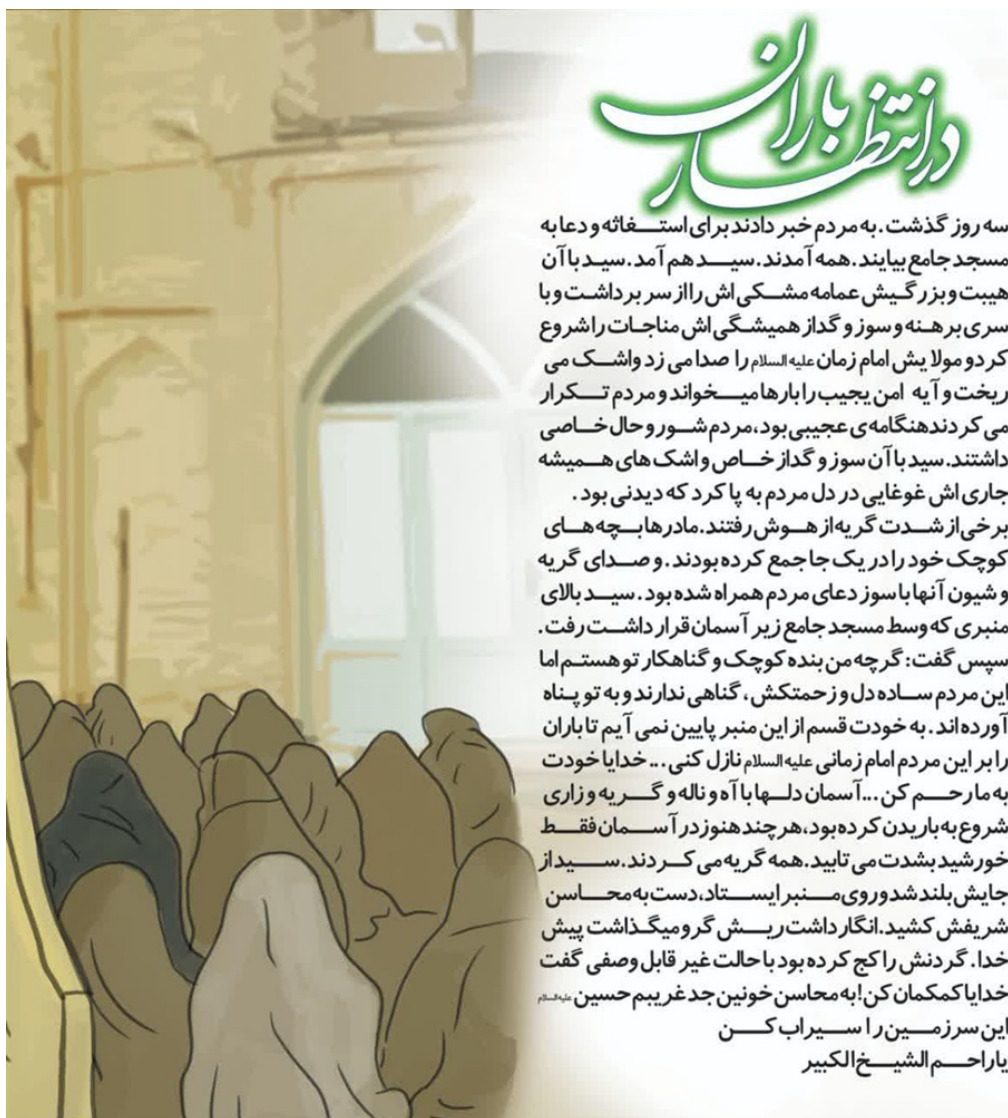 در انتظار باران
سه روز گذشت. به مردم خبر دادند برای استغاثه و دعا به
مسجد جامع بیایند. همه آمدند. سید هم آمد. سید با آن
هیبت و بزرگیش عمامه مشکی اش را از سر برداشت و با
سری برهنه و سوز و گداز همیشگی اش مناجات را شروع
کرد و مولایش امام زمان علیه السلام را صدا می زد و اشک می
ریخت و آیه امن یجیب را بارها میخواند و مردم تکرار
می کردند هنگامه ی عجیبی بود، مردم شور و حال خاصی
داشتند. سید با آن سوز و گداز خاص و اشک های همیشه
جاری اش غوغایی در دل مردم به پا کرد که دیدنی بود.
برخی از شدت گریه از هوش رفتند. مادرها بچه های
کوچک خود را در یک جا جمع کرده بودند. و صدای گریه
و شیون آنها با سوز دعای مردم همراه شده بود. سید بالای
منبری که وسط مسجد جامع زیر آسمان قرار داشت رفت.
سپس گفت: گرچه من بنده کوچک و گناهکار تو هستم اما
این مردم ساده دل و زحمتکش، گناهی ندارند و به تو پناه
آورده اند. به خودت قسم از این منبر پایین نمی آیم تا باران
را بر این مردم امام زمانی علیه السلام نازل کنی... خدایا خودت
به ما رحم کن... آسمان دلها با آه و ناله و گریه و زاری
شروع به باریدن کرده بود، هر چند هنوز در آسمان فقط
خورشید بشدت می تابید. همه گریه می کردند. سید از
جایش بلند شد و روی منبر ایستاد، دست به محاسن
شریفش کشید. انگار داشت ریش گرو میگذاشت پیش
خدا. گردنش را کج کرده بود با حالت غیر قابل وصفی گفت
خدایا کمکمان کن! به محاسن خونین جد غریبم حسین علیه السلام
این سرزمین را سیراب کن
یاراحم الشیخ الکبیر